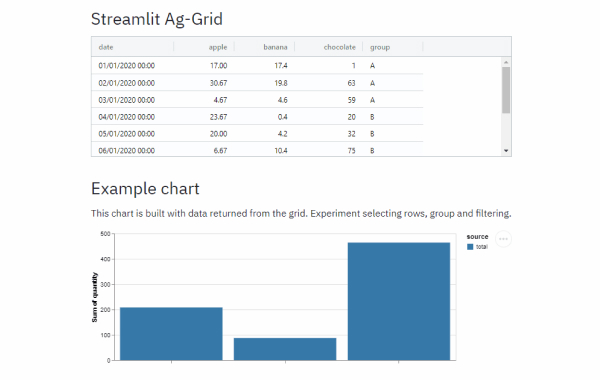 Streamlit Ag-Grid
date apple banana chocolate group
01/01/2020 00:00 17.00 17.4 1 A
02/01/2020 00:00 30.67 19.8 63 A
03/01/2020 00:00 4.67 4.6 59 A
04/01/2020 00:00 23.67 0.4 20 B
05/01/2020 00:00 20.00 4.2 32 B
06/01/2020 00:00 6.67 10.4 75 B
Example chart
This chart is built with data returned from the grid. Experiment selecting rows, group and filtering.
source
total
500
400
300
200
100
0
Sum of quantity